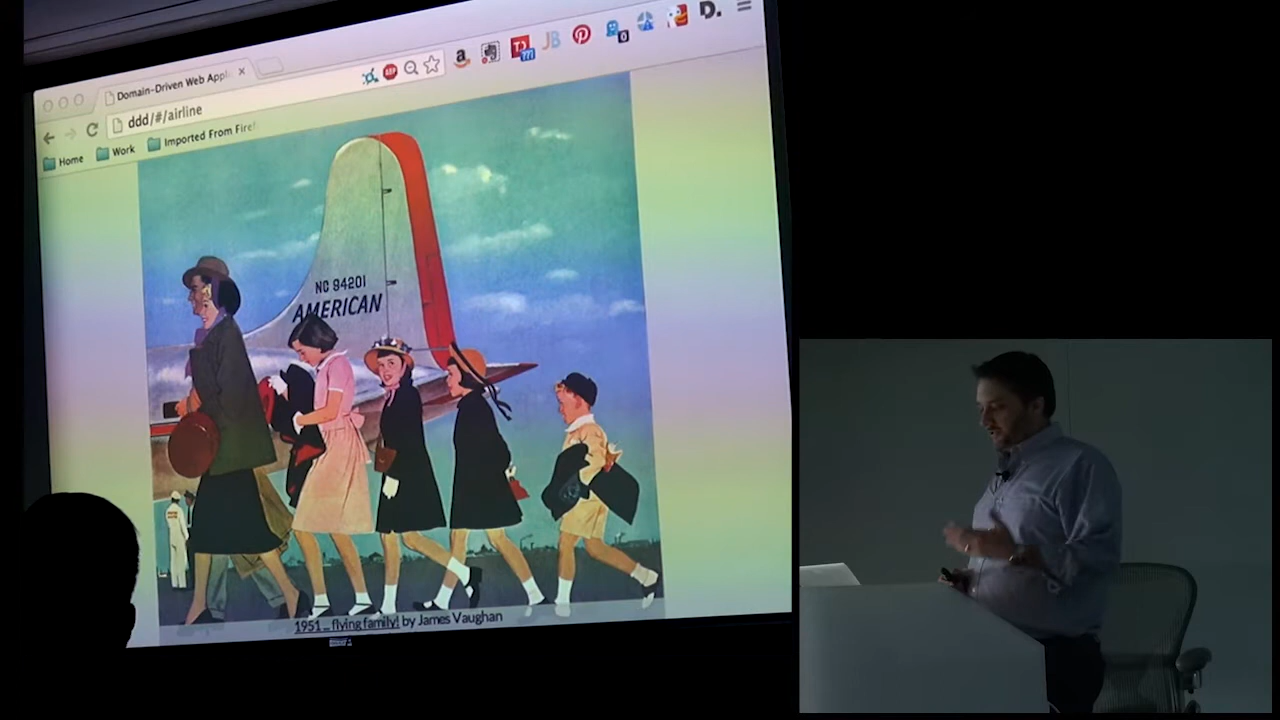 Domain-Driven Web Appl
ddd/#/airline
Home
Work
Imported From Fire
NC 94201
AMERICAN
1951 ... flying family! by James Vaughan